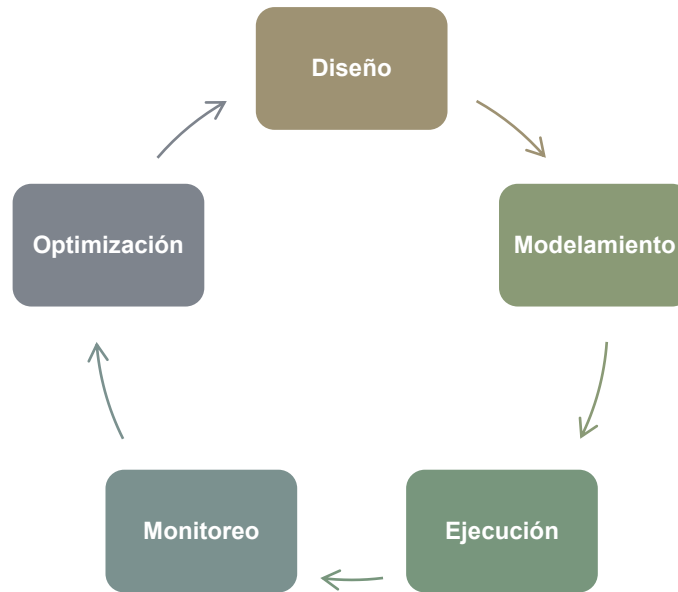 Diseño
Modelamiento
Ejecución
Monitoreo
Optimización